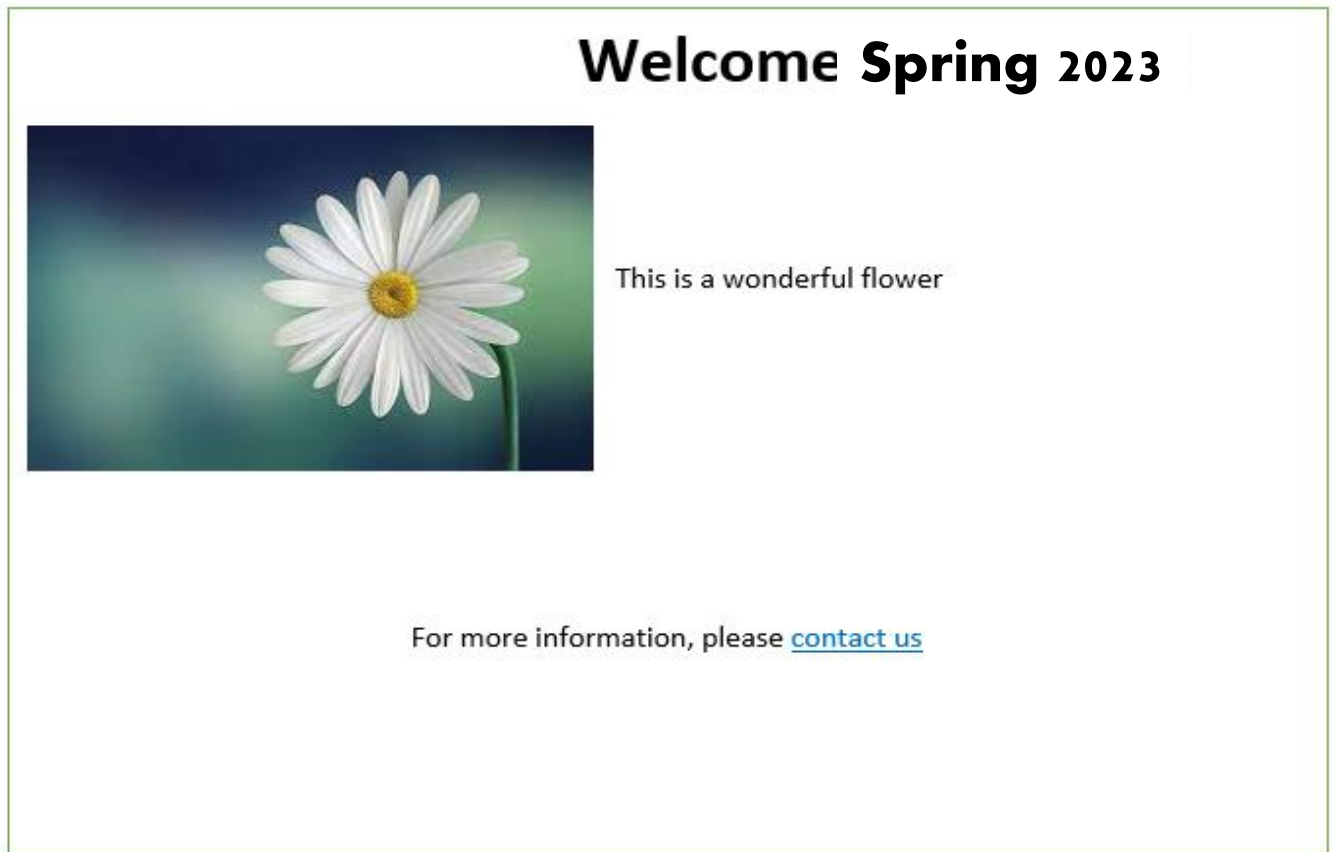 Welcome Spring 2023
This is a wonderful flower
For more information, please contact us